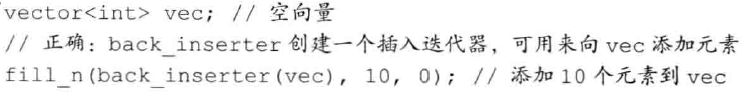 vector<int> vec; // 空向量
// 正确：back_inserter 创建一个插入迭代器，可用来向 vec 添加元素
fill_n(back_inserter(vec), 10, 0); // 添加 10 个元素到 vec